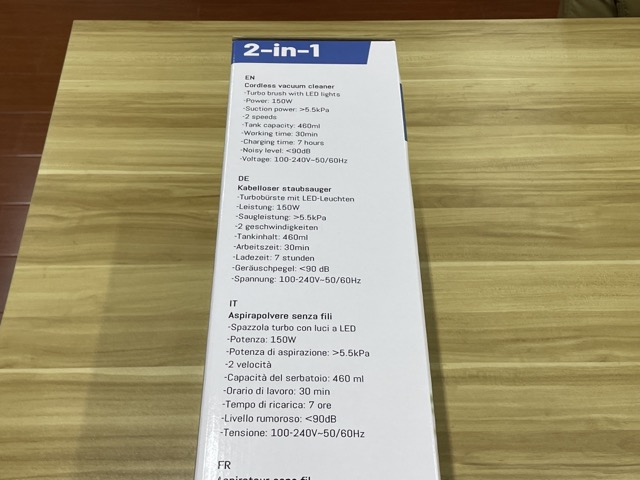 2-in-1
EN
Cordless vacuum cleaner
-Turbo brush with LED lights
-Power: 150W
-Suction power: >5.5kPa
-2 speeds
-Tank capacity: 460ml
-Working time: 30min
-Charging time: 7 hours
-Noisy level: <90dB
-Voltage: 100-240V~50/60Hz
DE
Kabelloser staubsauger
-Turbobürste mit LED-Leuchten
-Leistung: 150W
-Saugleistung: >5.5kPa
-2 geschwindigkeiten
-Tankinhalt: 460ml
-Arbeitszeit: 30min
-Ladezeit: 7 stunden
-Geräuschpegel: <90 dB
-Spannung: 100-240V~50/60Hz
IT
Aspirapolvere senza fili
-Spazzola turbo con luci a LED
-Potenza: 150W
-Potenza di aspirazione: >5.5kPa
-2 velocità
-Capacità del serbatoio: 460 ml
-Orario di lavoro: 30 min
-Tempo di ricarica: 7 ore
-Livello rumoroso: <90dB
-Tensione: 100-240V~50/60Hz
FR
Aspirateur sans fil